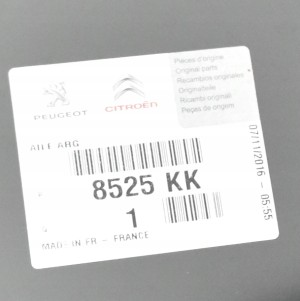 Pièce d'origine
Original parts
Recambios originales
Originalteile
Ricambi originali
Peças de origem
PEUGEOT
CITROËN
AILE ARG
8525 KK
1
MADE IN FR - FRANCE
07/11/2016 - 05:55